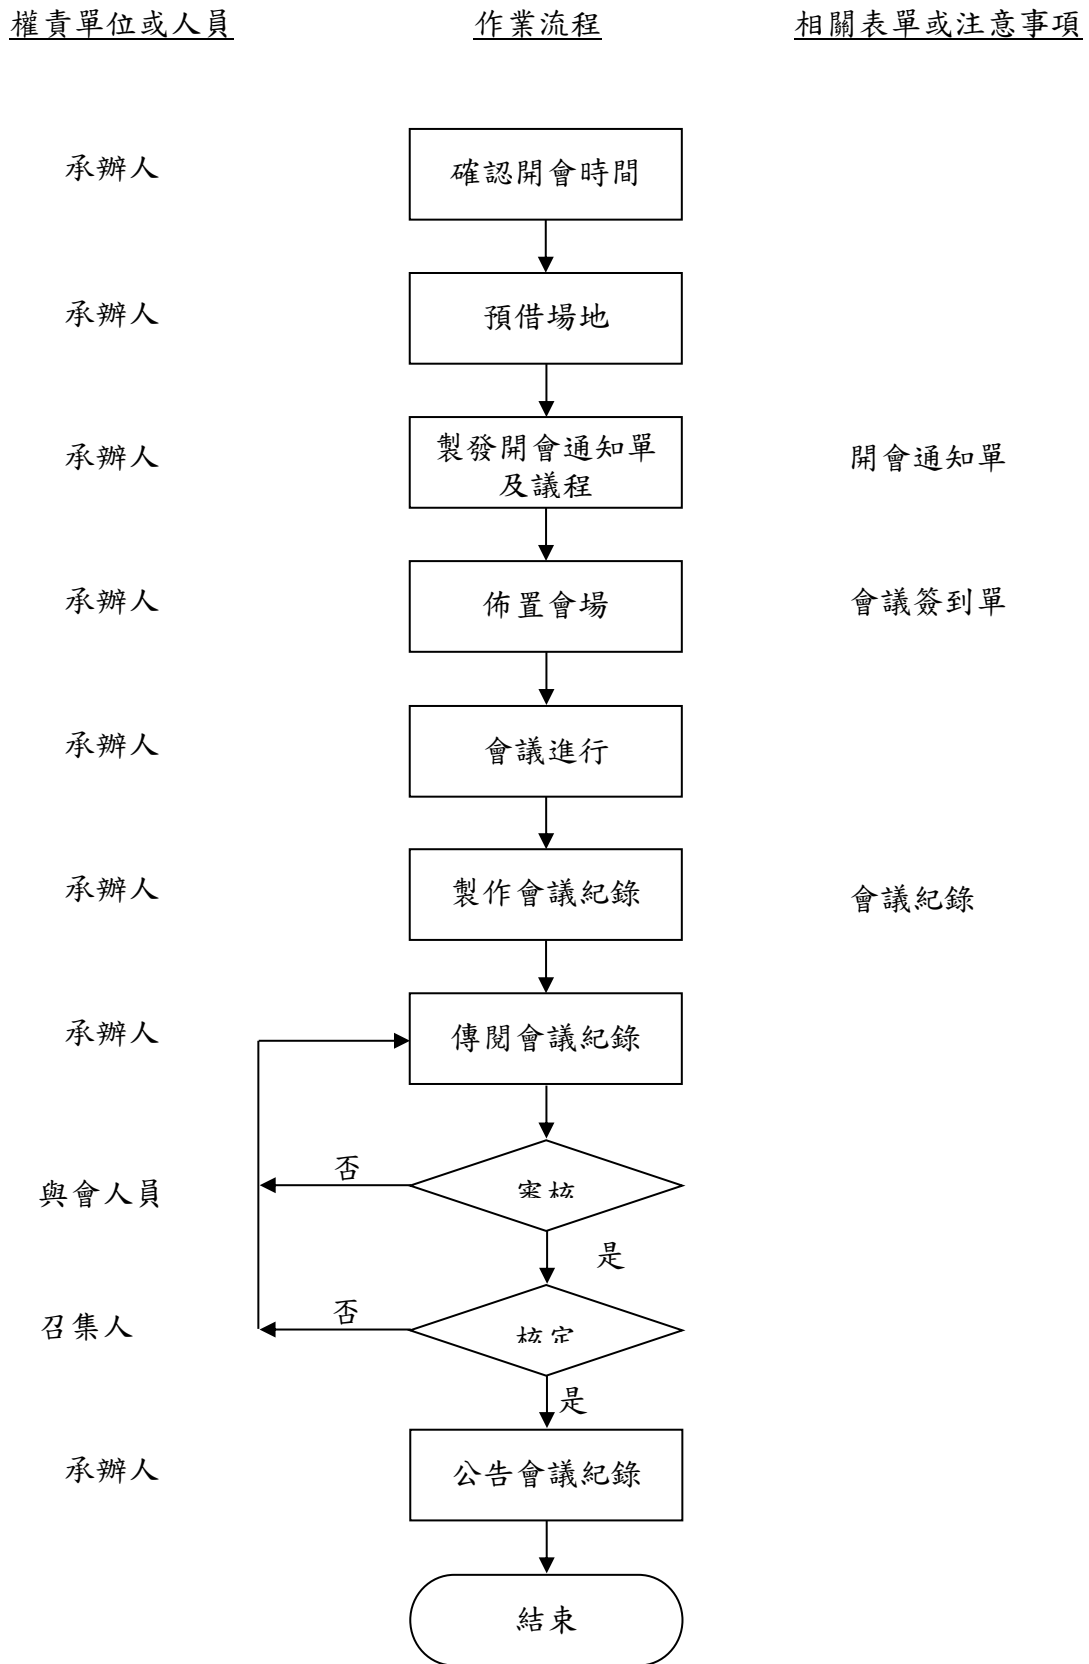 權責單位或人員 作業流程 相關表單或注意事項
承辦人 確認開會時間
承辦人 預借場地
承辦人 製發開會通知單 開會通知單
及議程
承辦人 佈置會場 會議簽到單
承辦人 會議進行
承辦人 製作會議紀錄 會議紀錄
承辦人 傳閱會議紀錄
否
與會人員 審核
是
否
召集人 核定
是
承辦人 公告會議紀錄
結束